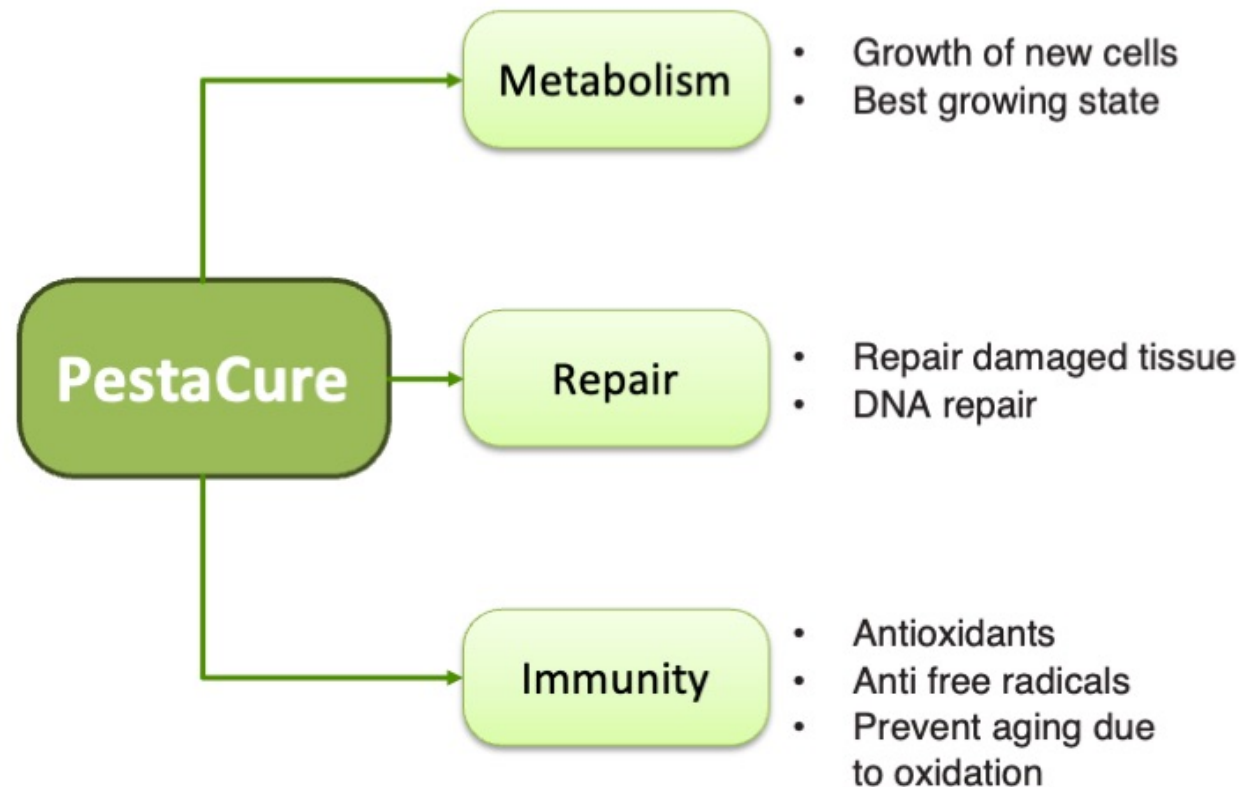 Metabolism
• Growth of new cells
• Best growing state
PestaCure
Repair
• Repair damaged tissue
• DNA repair
Immunity
• Antioxidants
• Anti free radicals
• Prevent aging due
to oxidation